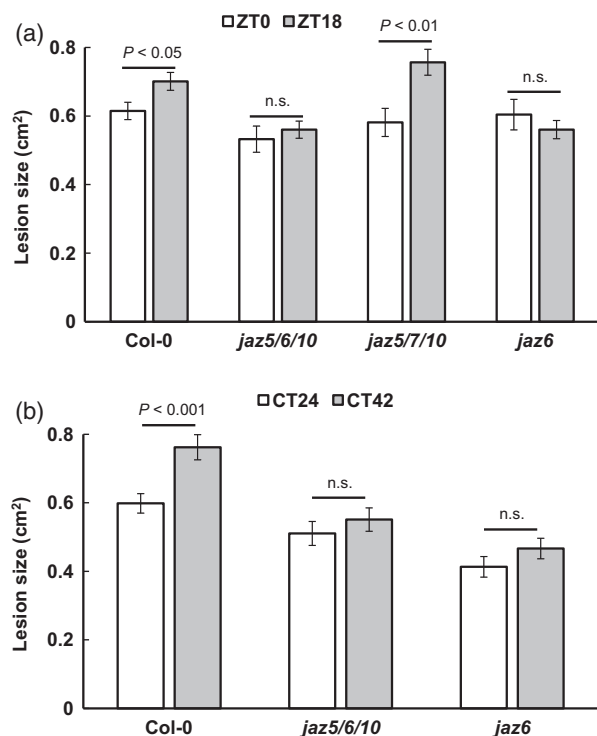 (a)
ZT0 ZT18
P < 0.05
n.s.
P < 0.01
n.s.
0.8
0.6
0.4
0.2
0
Lesion size (cm²)
Col-0 jaz5/6/10 jaz5/7/10 jaz6
(b)
CT24 CT42
P < 0.001
n.s.
n.s.
0.8
0.6
0.4
0.2
0
Lesion size (cm²)
Col-0 jaz5/6/10 jaz6